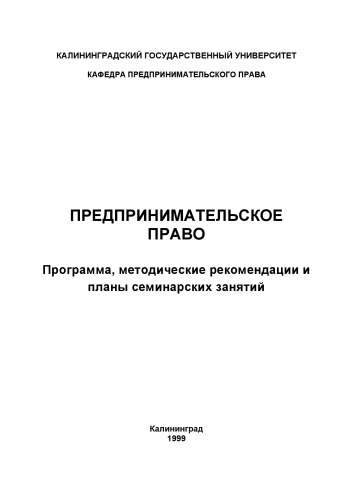 КАЛИНИНГРАДСКИЙ ГОСУДАРСТВЕННЫЙ УНИВЕРСИТЕТ
КАФЕДРА ПРЕДПРИНИМАТЕЛЬСКОГО ПРАВА
ПРЕДПРИНИМАТЕЛЬСКОЕ
ПРАВО
Программа, методические рекомендации и
планы семинарских занятий
Калининград
1999